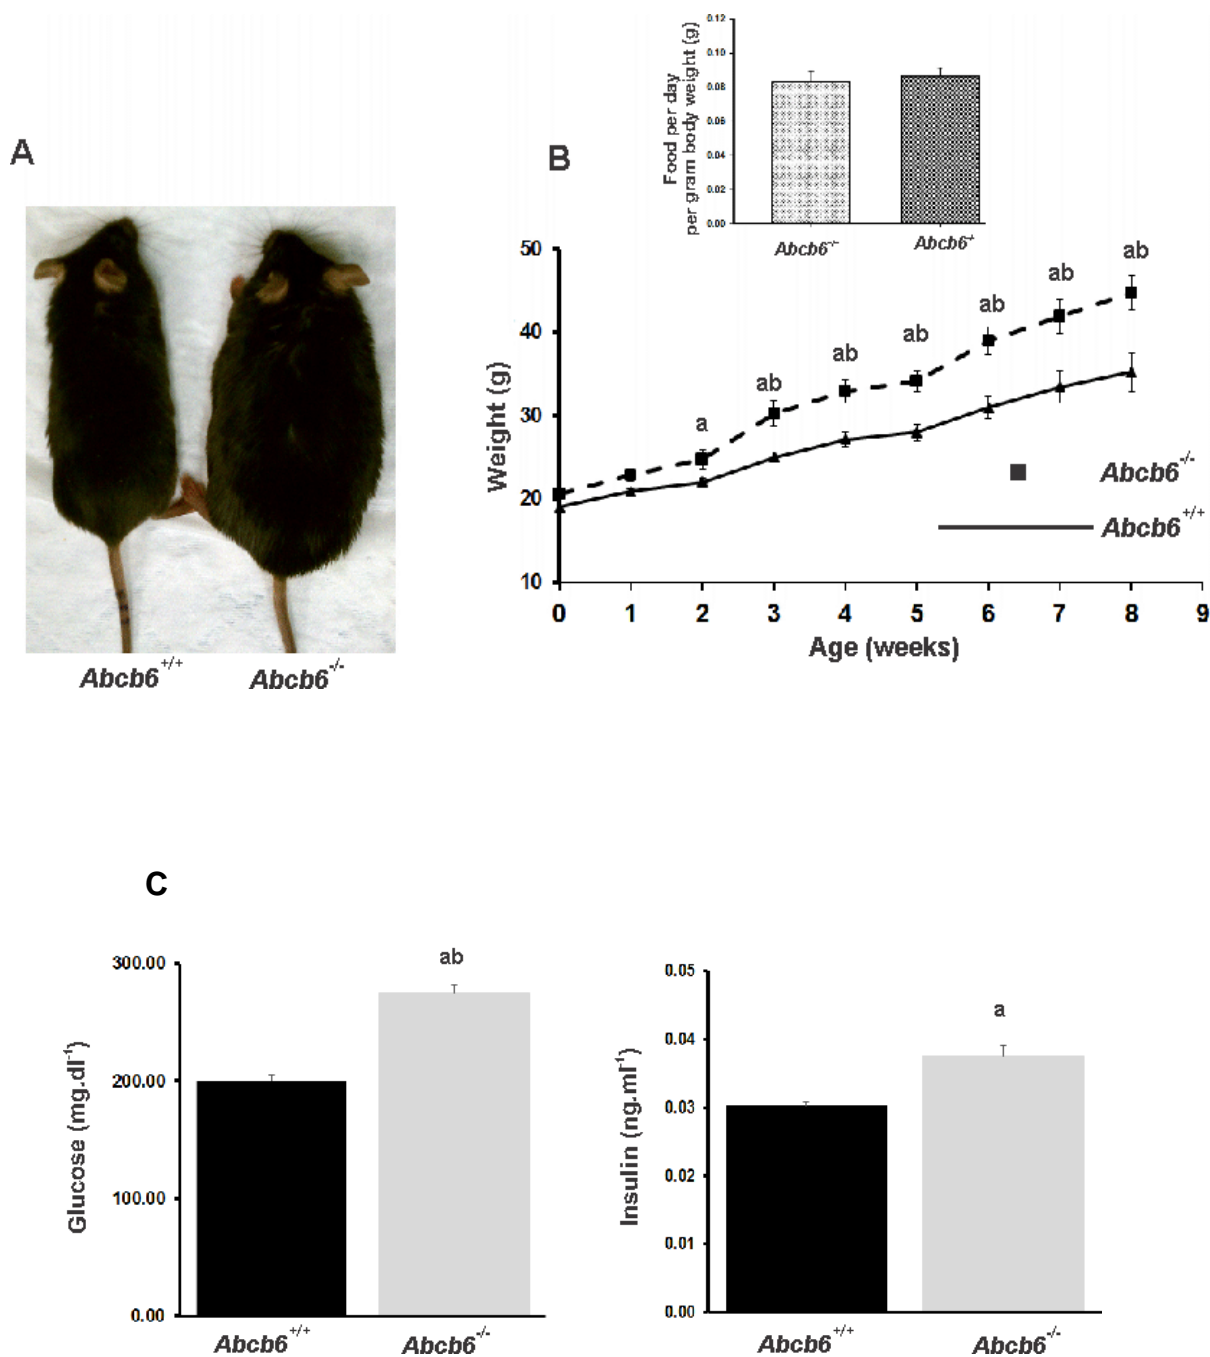 A
Abcb6+/+
Abcb6-/-
B
Food per day
per gram body weight (g)
0.12
0.10
0.08
0.06
0.04
0.02
0.00
Abcb6-/-
Abcb6+
Weight (g)
50
40
30
20
10
a
ab
ab
ab
ab
ab
ab
Abcb6-/-
Abcb6+/+
0 1 2 3 4 5 6 7 8 9
Age (weeks)
C
Glucose (mg.dl-1)
300.00
200.00
100.00
0.00
ab
Abcb6+/+
Abcb6-/-
Insulin (ng.ml-1)
0.05
0.04
0.03
0.02
0.01
0.00
a
Abcb6+/+
Abcb6-/-